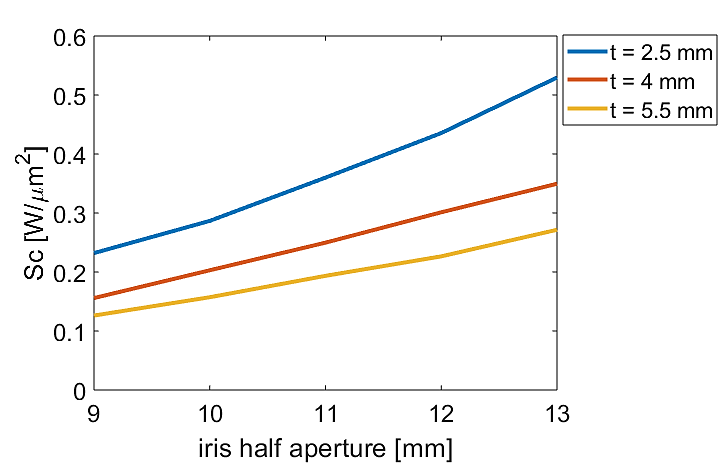 0.6
0.5
0.4
0.3
0.2
0.1
0
Sc [W/μm²]
9 10 11 12 13
iris half aperture [mm]
t = 2.5 mm
t = 4 mm
t = 5.5 mm